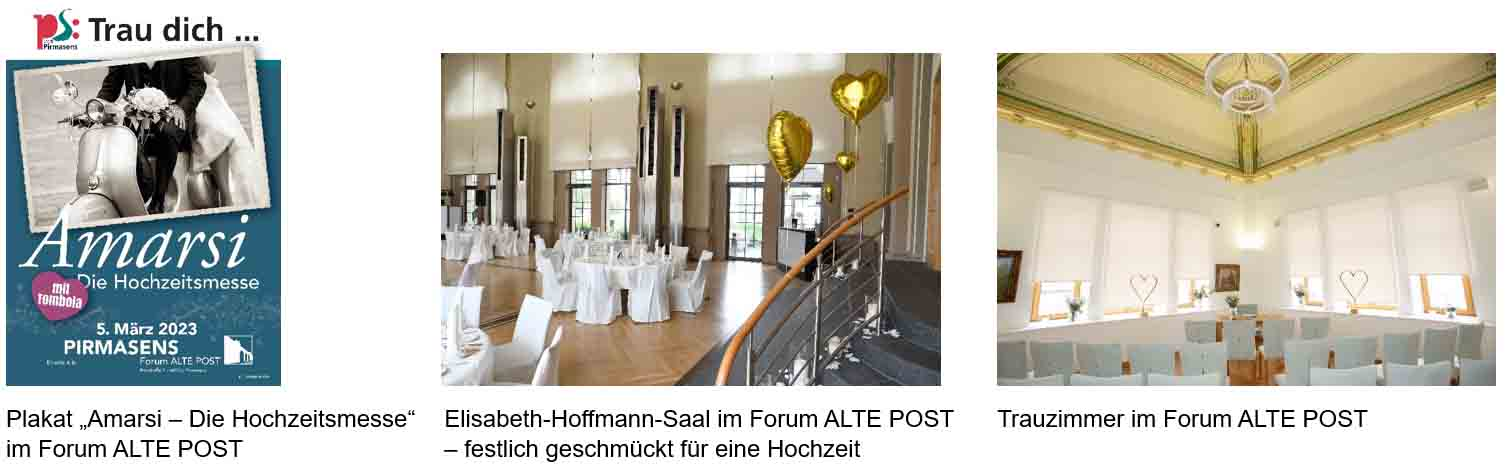 PS:
Pirmasens
Trau dich ...
Amarsi
Die Hochzeitsmesse
mit
Tombola
5. März 2023
PIRMASENS
Forum ALTE POST
Plakat „Amarsi – Die Hochzeitsmesse“
im Forum ALTE POST
Elisabeth-Hoffmann-Saal im Forum ALTE POST
– festlich geschmückt für eine Hochzeit
Trauzimmer im Forum ALTE POST